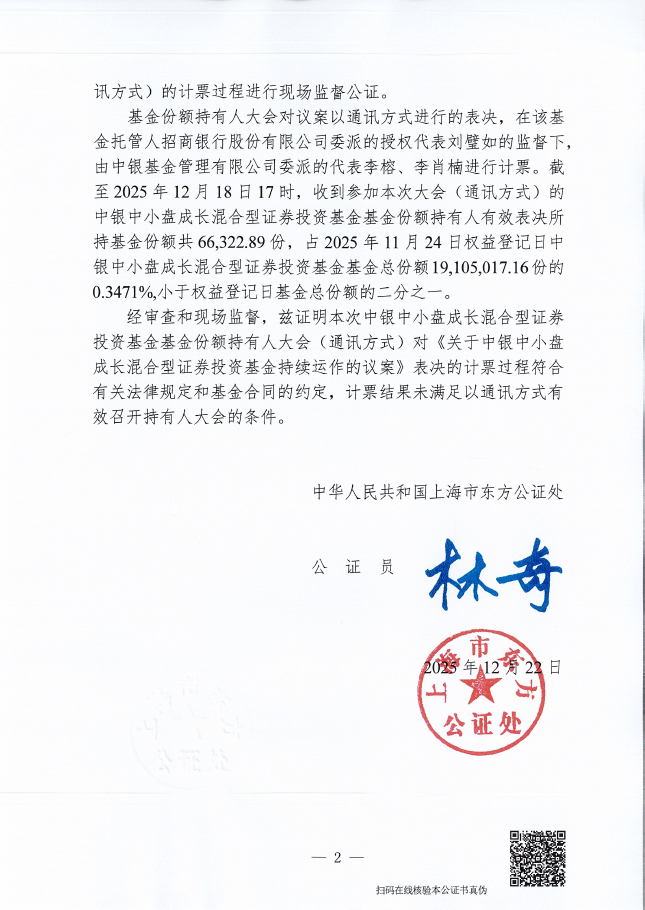 讯方式）的计票过程进行现场监督公证。
基金份额持有人大会对议案以通讯方式进行的表决，在该基
金托管人招商银行股份有限公司委派的授权代表刘璧如的监督下，
由中银基金管理有限公司委派的代表李榕、李肖楠进行计票。截
至2025年12月18日17时，收到参加本次大会（通讯方式）的
中银中小盘成长混合型证券投资基金基金份额持有人有效表决所
持基金份额共66,322.89份，占2025年11月24日权益登记日中
银中小盘成长混合型证券投资基金基金总份额19,105,017.16份的
0.3471%,小于权益登记日基金总份额的二分之一。
经审查和现场监督，兹证明本次中银中小盘成长混合型证券
投资基金基金份额持有人大会（通讯方式）对《关于中银中小盘
成长混合型证券投资基金持续运作的议案》表决的计票过程符合
有关法律规定和基金合同的约定，计票结果未满足以通讯方式有
效召开持有人大会的条件。
中华人民共和国上海市东方公证处
公 证 员 林奇
上海市东方
2025年12月22日
公证处
— 2 —
扫码在线核验本公证书真伪